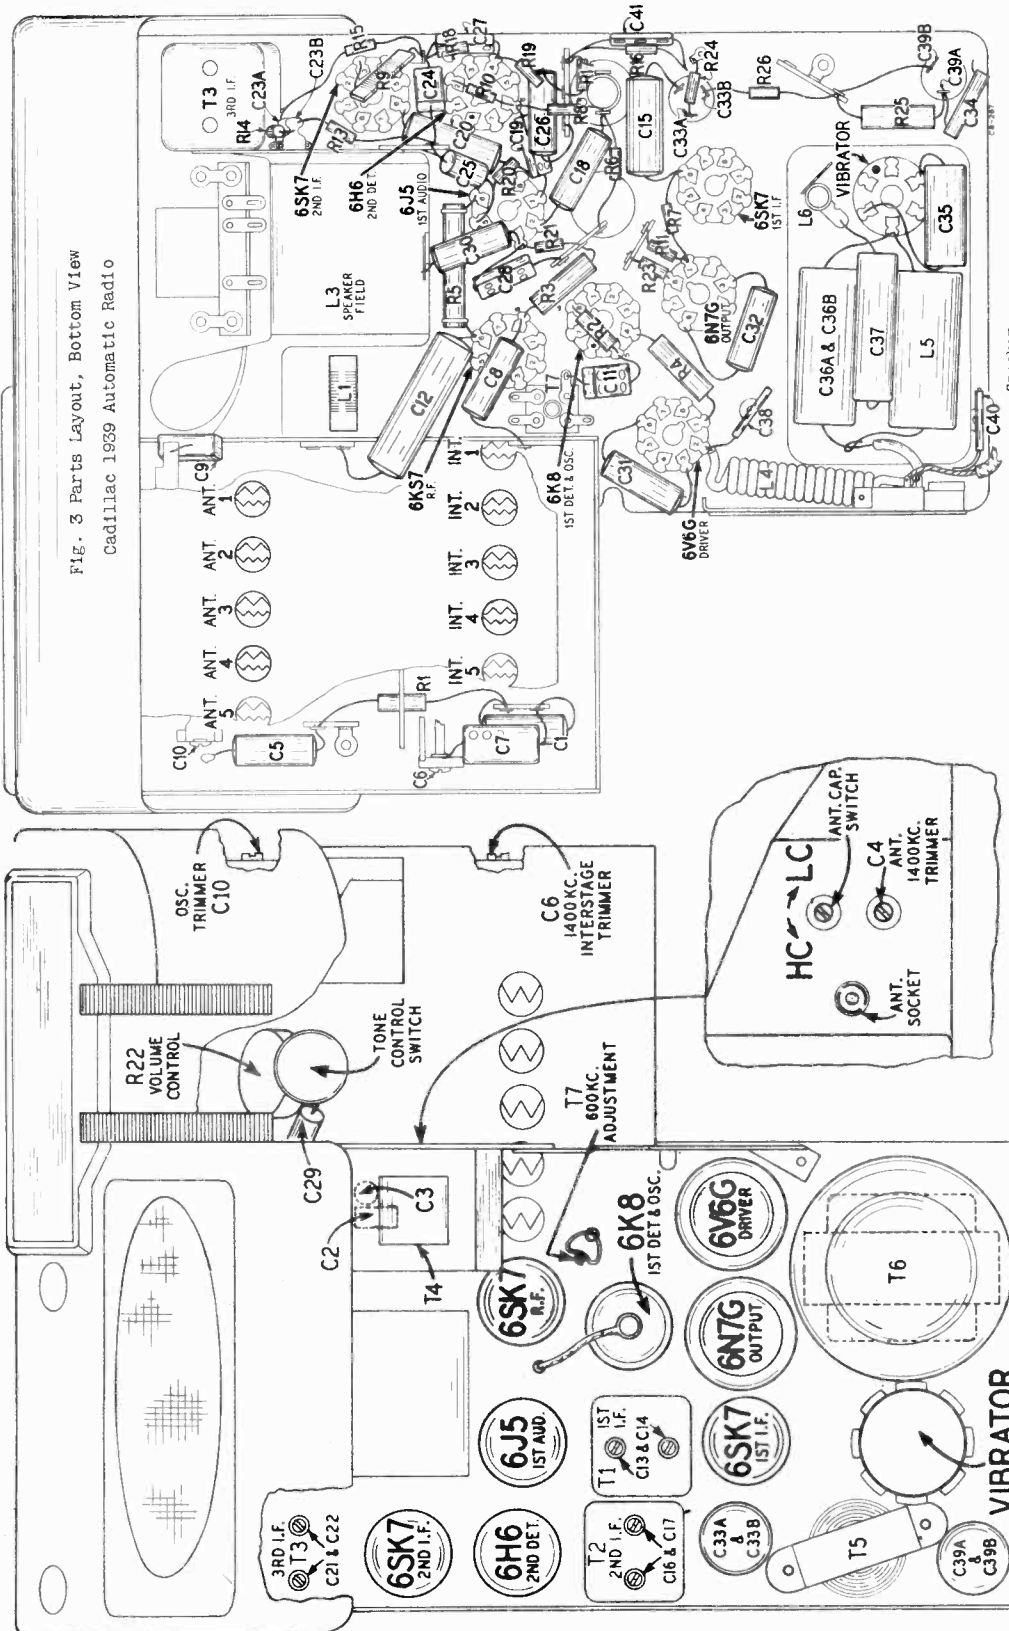 Fig. 3 Parts Layout, Bottom View
Cadillac 1939 Automatic Radio
T3
3RD I.F.
C23A
R14
C23B
R15
R9
R13
R18
C27
C24
R10
6SK7
2ND I.F.
6H6
2ND DET.
6J5
1ST AUDIO
C20
C25
R20
C19
R19
C26
R8
R17
C41
R16
C15
C18
R6
C33A
C33B
R24
R26
C39B
C39A
R25
C34
VIBRATOR
L6
C35
C36A & C36B
C37
L5
C40
L4
6SK7
1ST I.F.
CR7
R11
R23
6N7G
OUTPUT
C32
R21
C30
R5
C28
R3
R2
C11
T7
R4
C38
C31
6V6G
DRIVER
6K8
1ST DET. & OSC.
6KS7
R.F.
C8
C12
L1
L3
SPEAKER
FIELD
C9
ANT.
1
ANT.
2
ANT.
3
ANT.
4
ANT.
5
INT.
1
INT.
2
INT.
3
INT.
4
INT.
5
C10
C5
R1
C6
C7
C1
OSC.
TRIMMER
C10
C6
1400 KC.
INTERSTAGE
TRIMMER
R22
VOLUME
CONTROL
TONE
CONTROL
SWITCH
C29
C2
C3
T4
T7
600 KC.
ADJUSTMENT
HC
LC
ANT. CAP.
SWITCH
C4
ANT.
1400 KC.
TRIMMER
ANT.
SOCKET
6SK7
R.F.
6K8
1ST DET & OSC.
6V6G
DRIVER
6N7G
OUTPUT
T6
6J5
1ST AUD.
T1
1ST
I.F.
C13 & C14
6SK7
1ST I.F.
VIBRATOR
3RD I.F.
T3
C21 & C22
6SK7
2ND I.F.
6H6
2ND DET.
T2
2ND I.F.
C16 & C17
C33A
&
C33B
T5
C39A
&
C39B